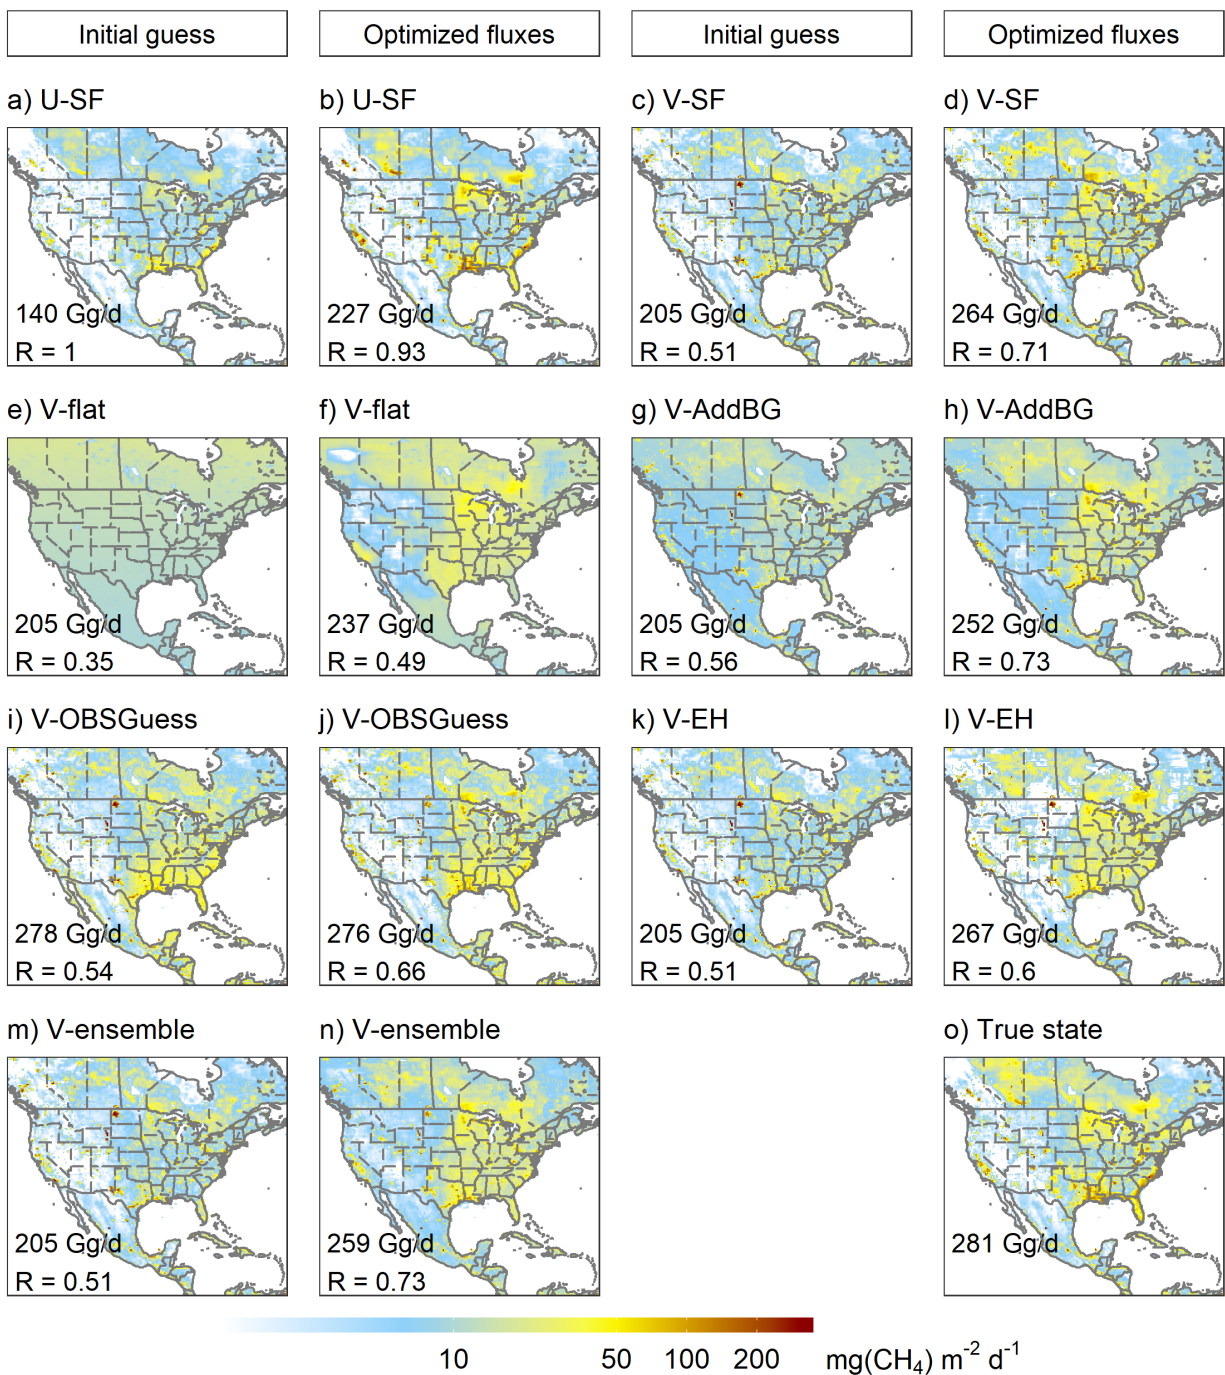 Initial guess
Optimized fluxes
Initial guess
Optimized fluxes
a) U-SF
b) U-SF
c) V-SF
d) V-SF
140 Gg/d
R = 1
227 Gg/d
R = 0.93
205 Gg/d
R = 0.51
264 Gg/d
R = 0.71
e) V-flat
f) V-flat
g) V-AddBG
h) V-AddBG
205 Gg/d
R = 0.35
237 Gg/d
R = 0.49
205 Gg/d
R = 0.56
252 Gg/d
R = 0.73
i) V-OBSGuess
j) V-OBSGuess
k) V-EH
l) V-EH
278 Gg/d
R = 0.54
276 Gg/d
R = 0.66
205 Gg/d
R = 0.51
267 Gg/d
R = 0.6
m) V-ensemble
n) V-ensemble
o) True state
205 Gg/d
R = 0.51
259 Gg/d
R = 0.73
281 Gg/d
10 50 100 200 mg(CH₄) m⁻² d⁻¹